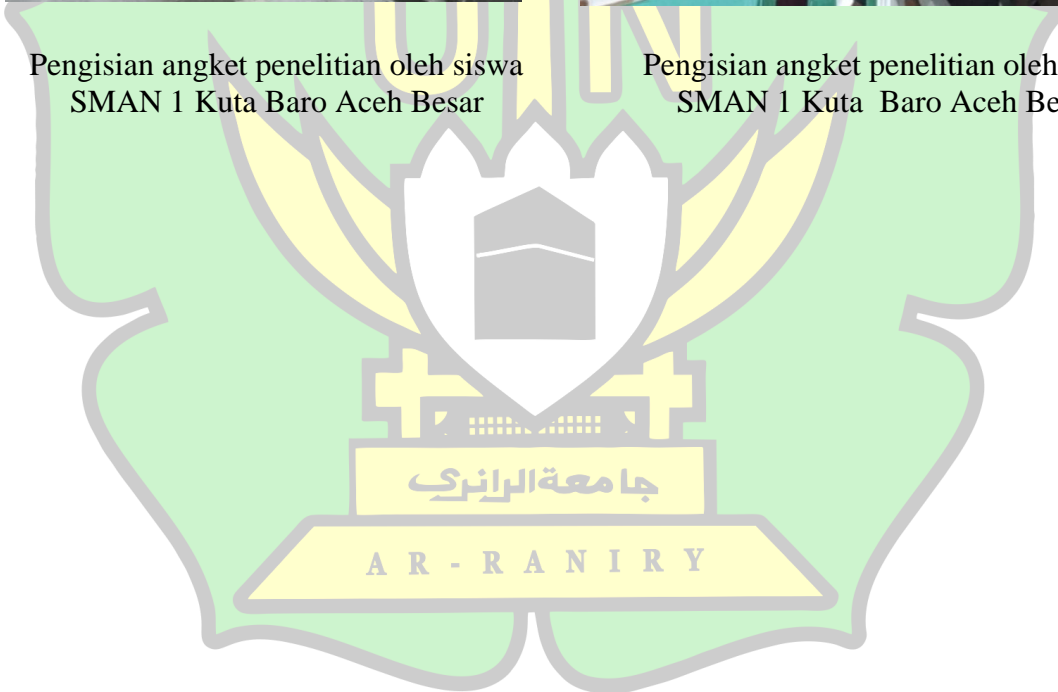 UIN
Pengisian angket penelitian oleh siswa
SMAN 1 Kuta Baro Aceh Besar
Pengisian angket penelitian oleh
SMAN 1 Kuta Baro Aceh Be
جامعة الرانري
AR-RANIRY